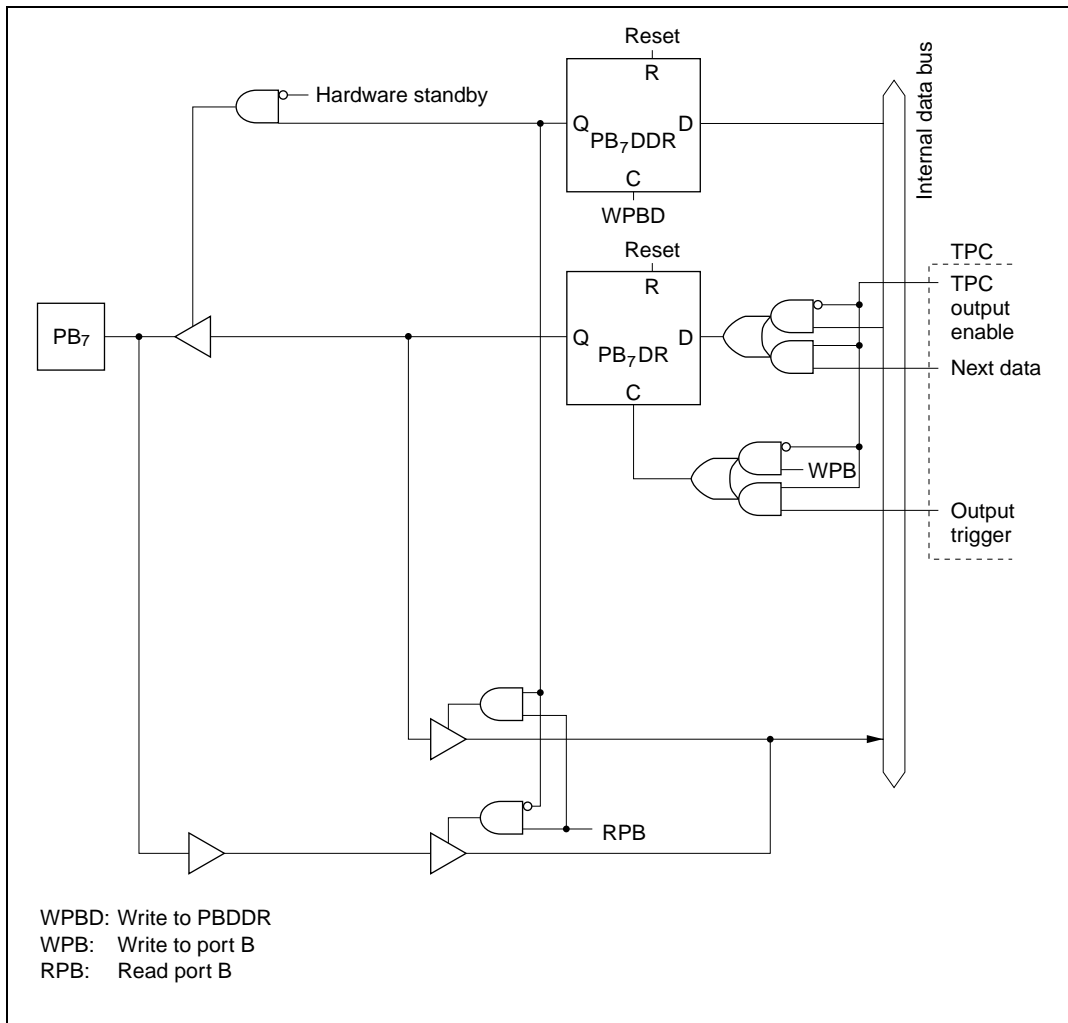 Reset
R
Hardware standby
Internal data bus
Q
PB₇DDR
D
C
WPBD
Reset
R
TPC
TPC
output
enable
PB₇
Q
PB₇DR
D
C
Next data
WPB
Output
trigger
RPB
WPBD: Write to PBDDR
WPB: Write to port B
RPB: Read port B